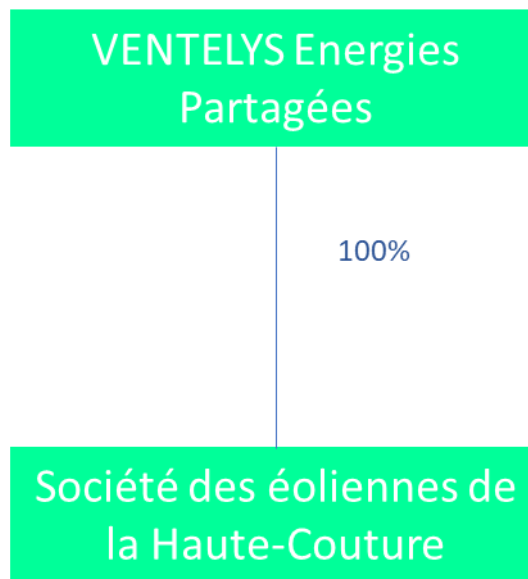 VENTELYS Energies
Partagées
100%
Société des éoliennes de
la Haute-Couture